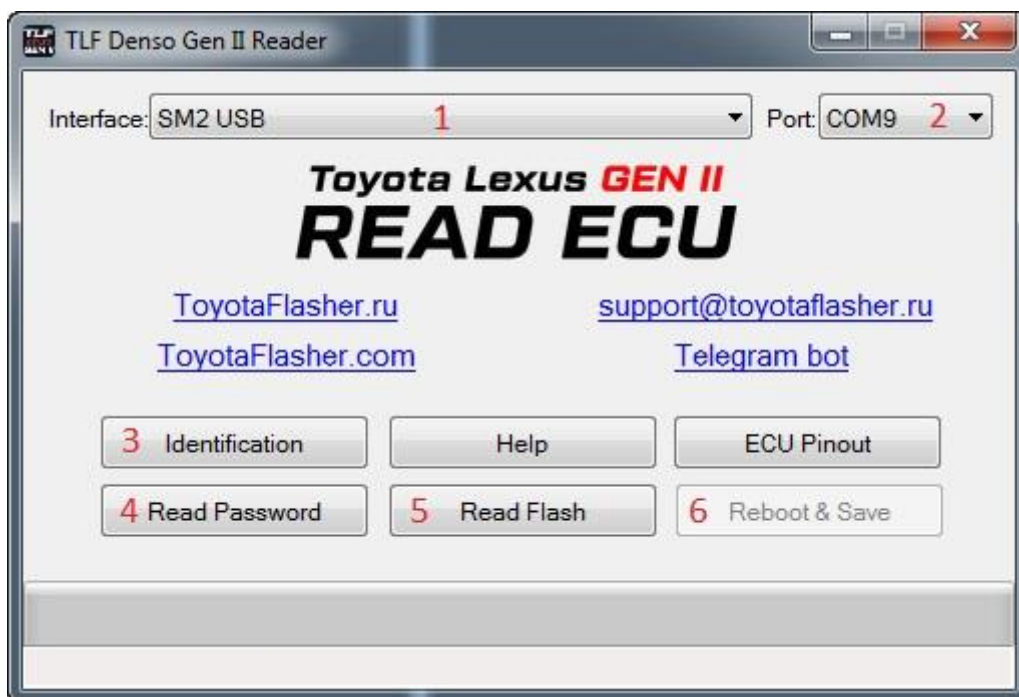 TLF Denso Gen II Reader
Interface: SM2 USB 1 Port: COM9 2
Toyota Lexus GEN II
READ ECU
ToyotaFlasher.ru support@toyotaflasher.ru
ToyotaFlasher.com Telegram bot
3 Identification Help ECU Pinout
4 Read Password 5 Read Flash 6 Reboot & Save